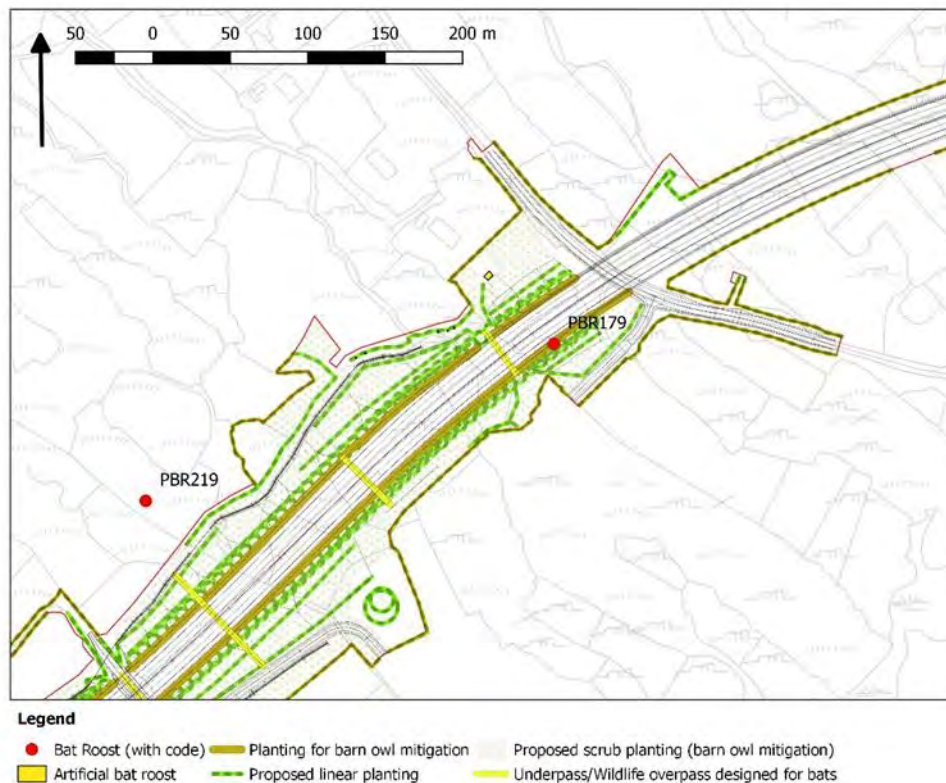 50 0 50 100 150 200 m
PBR179
PBR219
Legend
Bat Roost (with code) Planting for barn owl mitigation Proposed scrub planting (barn owl mitigation)
Artificial bat roost Proposed linear planting Underpass/Wildlife overpass designed for bats